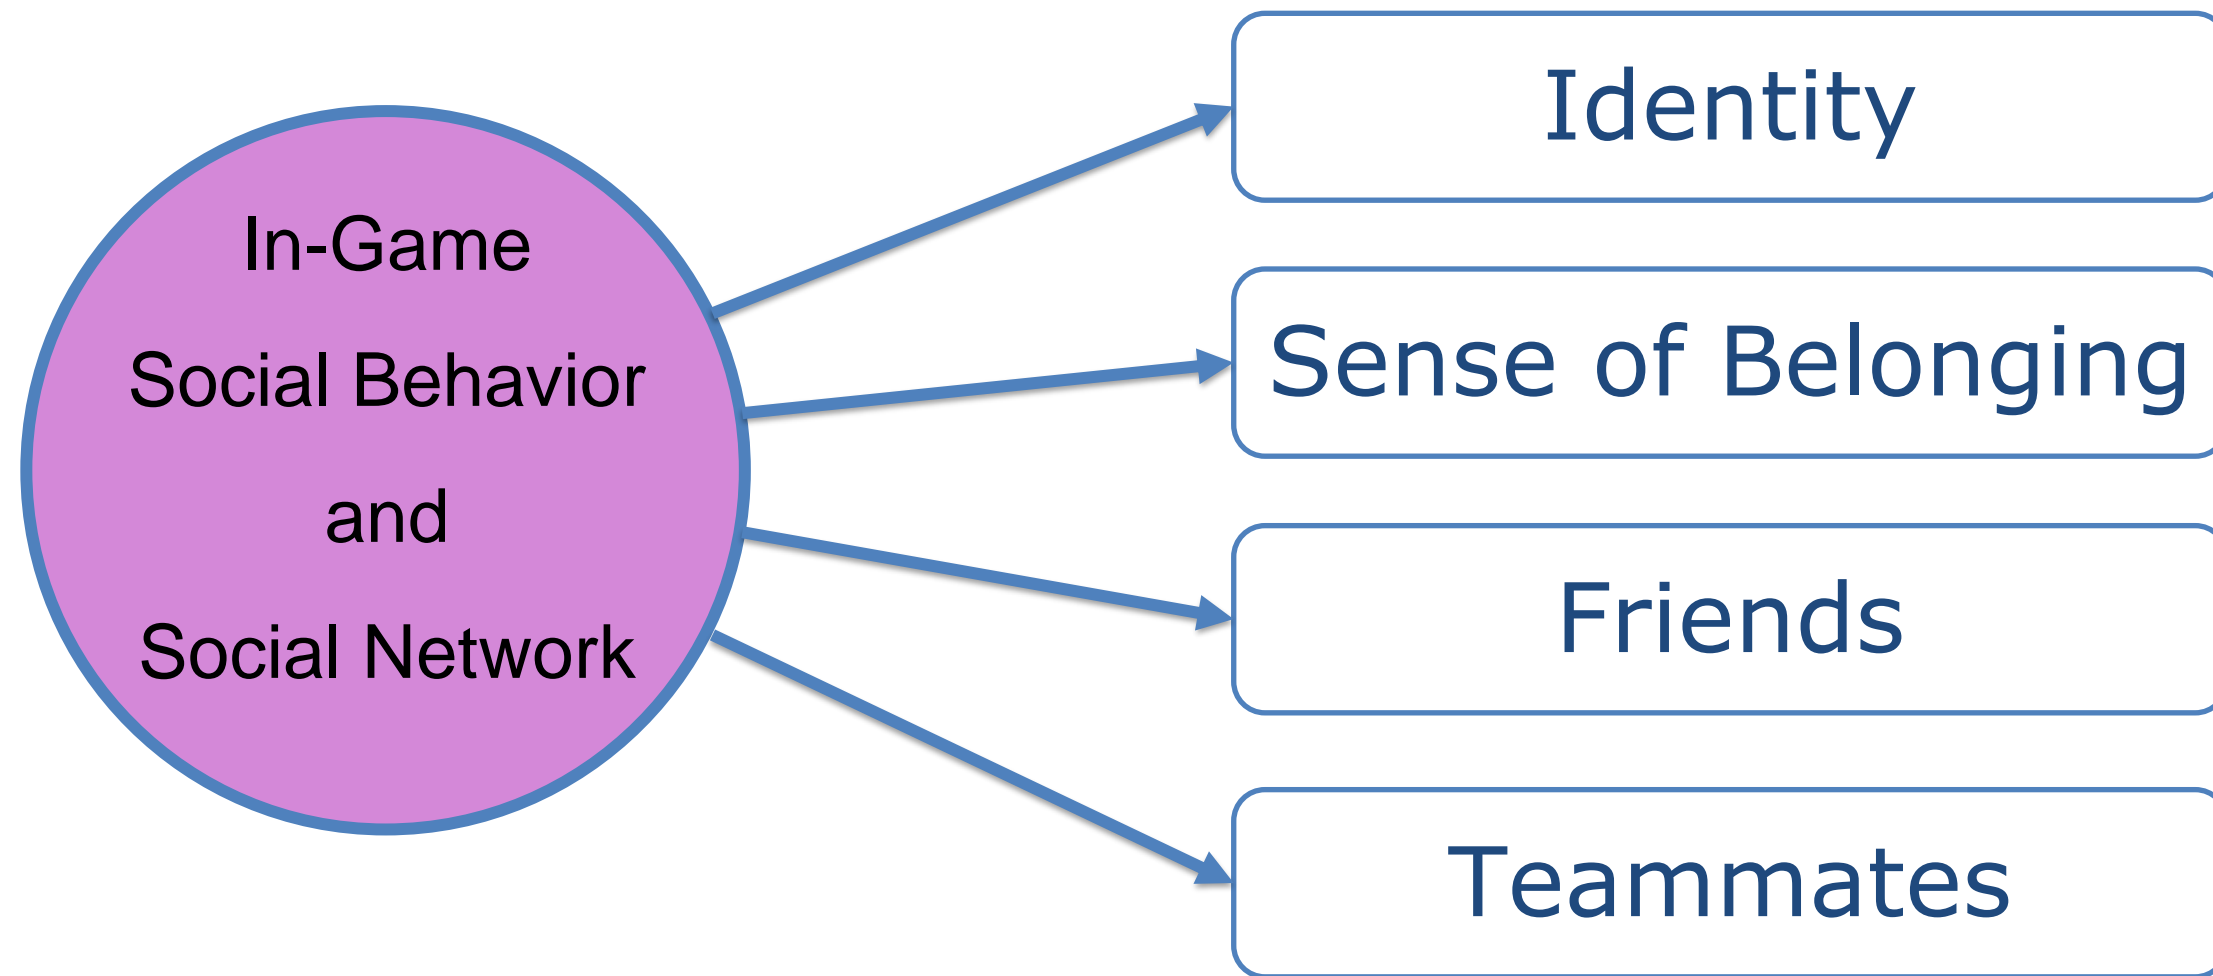 In-Game
Social Behavior
and
Social Network
Identity
Sense of Belonging
Friends
Teammates